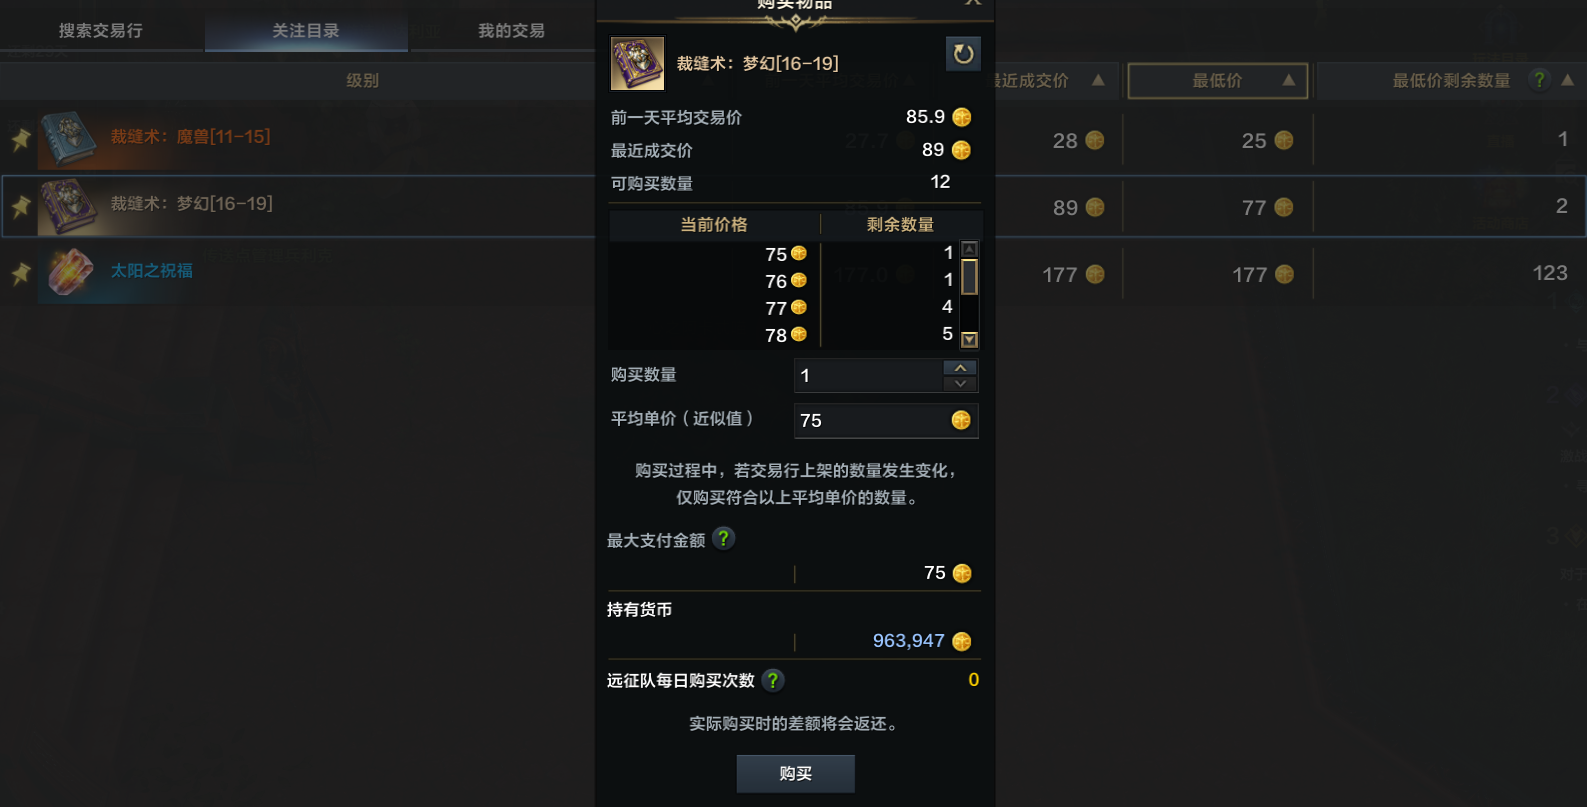 搜索交易行
关注目录
我的交易
级别
最近成交价
最低价
最低价剩余数量
?
裁缝术：魔兽[11-15]
27.7
28
25
1
裁缝术：梦幻[16-19]
85.9
89
77
2
太阳之祝福
177.0
177
177
123
购买物品
裁缝术：梦幻[16-19]
前一天平均交易价
85.9
最近成交价
89
可购买数量
12
当前价格
剩余数量
75
1
76
1
77
4
78
5
购买数量
1
平均单价（近似值）
75
购买过程中，若交易行上架的数量发生变化，
仅购买符合以上平均单价的数量。
最大支付金额 ?
75
持有货币
963,947
远征队每日购买次数 ?
0
实际购买时的差额将会返还。
购买